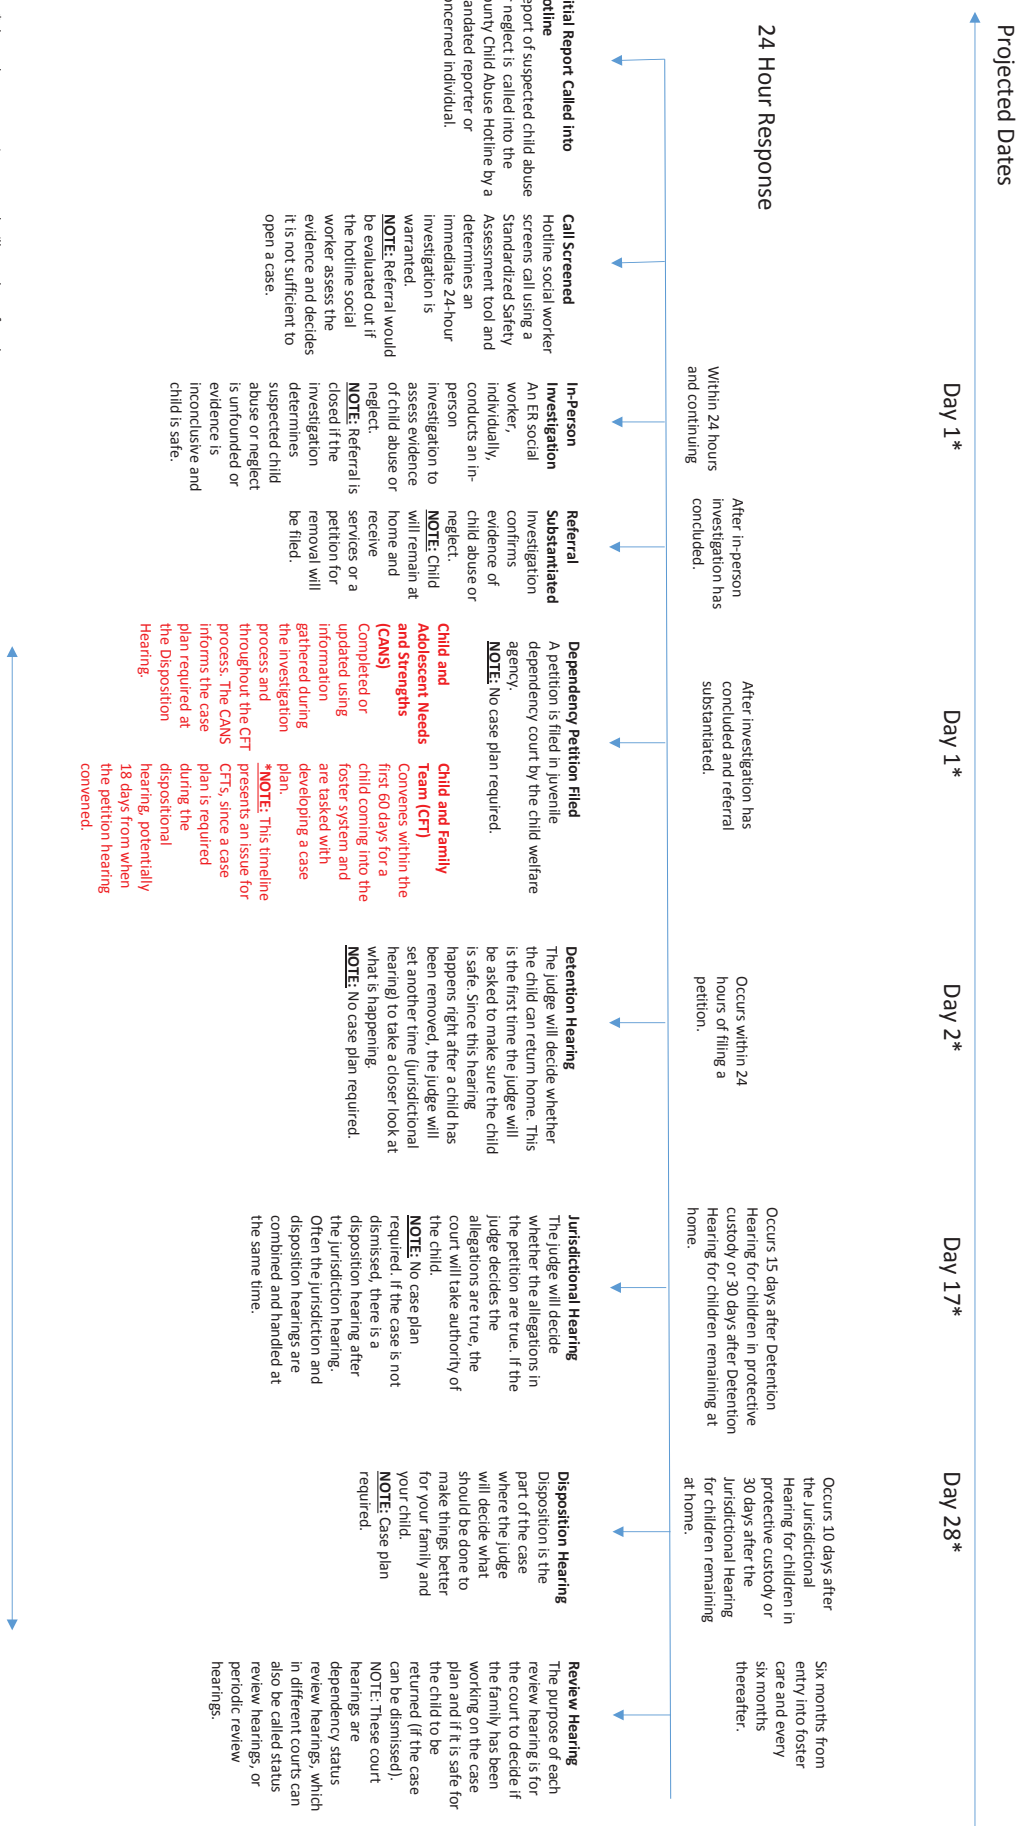 Projected Dates
Day 1*
Day 1*
Day 2*
Day 17*
Day 28*
24 Hour Response
Within 24 hours
and continuing
After in-person
investigation has
concluded.
After investigation has
concluded and referral
substantiated.
Occurs within 24
hours of filing a
petition.
Occurs 15 days after Detention
Hearing for children in protective
custody or 30 days after Detention
Hearing for children remaining at
home.
Occurs 10 days after
the Jurisdictional
Hearing for children in
protective custody or
30 days after the
Jurisdictional Hearing
for children remaining
at home.
Six months from
entry into foster
care and every
six months
thereafter.
itial Report Called into
otline
eport of suspected child abuse
r neglect is called into the
ounty Child Abuse Hotline by a
andated reporter or
oncerned individual.
Call Screened
Hotline social worker
screens call using a
Standardized Safety
Assessment tool and
determines an
immediate 24-hour
investigation is
warranted.
NOTE: Referral would
be evaluated out if
the hotline social
worker assess the
evidence and decides
it is not sufficient to
open a case.
In-Person
Investigation
An ER social
worker,
individually,
conducts an in-
person
investigation to
assess evidence
of child abuse or
neglect.
NOTE: Referral is
closed if the
investigation
determines
suspected child
abuse or neglect
is unfounded or
evidence is
inconclusive and
child is safe.
Referral
Substantiated
Investigation
confirms
evidence of
child abuse or
neglect.
NOTE: Child
will remain at
home and
receive
services or a
petition for
removal will
be filed.
Dependency Petition Filed
A petition is filed in juvenile
dependency court by the child welfare
agency.
NOTE: No case plan required.
Child and
Adolescent Needs
and Strengths
(CANS)
Completed or
updated using
information
gathered during
the investigation
process and
throughout the CFT
process. The CANS
informs the case
plan required at
the Disposition
Hearing.
Child and Family
Team (CFT)
Convenes within the
first 60 days for a
child coming into the
foster system and
are tasked with
developing a case
plan.
*NOTE: This timeline
presents an issue for
CFTs, since a case
plan is required
during the
dispositional
hearing, potentially
18 days from when
the petition hearing
convened.
Detention Hearing
The judge will decide whether
the child can return home. This
is the first time the judge will
be asked to make sure the child
is safe. Since this hearing
happens right after a child has
been removed, the judge will
set another time (jurisdictional
hearing) to take a closer look at
what is happening.
NOTE: No case plan required.
Jurisdictional Hearing
The judge will decide
whether the allegations in
the petition are true. If the
judge decides the
allegations are true, the
court will take authority of
the child.
NOTE: No case plan
required. If the case is not
dismissed, there is a
disposition hearing after
the jurisdiction hearing.
Often the jurisdiction and
disposition hearings are
combined and handled at
the same time.
Disposition Hearing
Disposition is the
part of the case
where the judge
will decide what
should be done to
make things better
for your family and
your child.
NOTE: Case plan
required.
Review Hearing
The purpose of each
review hearing is for
the court to decide if
the family has been
working on the case
plan and if it is safe for
the child to be
returned (if the case
can be dismissed).
NOTE: These court
hearings are
dependency status
review hearings, which
in different courts can
also be called status
review hearings, or
periodic review
hearings.